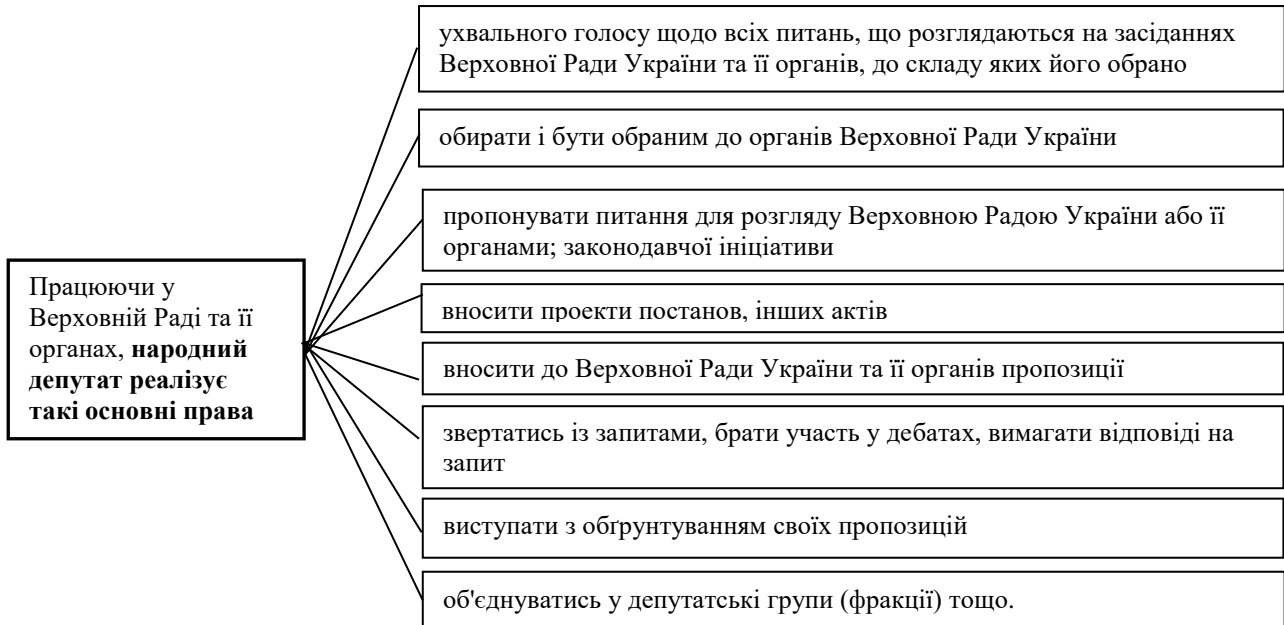 Працюючи у
Верховній Раді та її
органах, народний
депутат реалізує
такі основні права
ухвального голосу щодо всіх питань, що розглядаються на засіданнях
Верховної Ради України та її органів, до складу яких його обрано
обирати і бути обраним до органів Верховної Ради України
пропонувати питання для розгляду Верховною Радою України або її
органами; законодавчої ініціативи
вносити проекти постанов, інших актів
вносити до Верховної Ради України та її органів пропозиції
звертатись із запитами, брати участь у дебатах, вимагати відповіді на
запит
виступати з обґрунтуванням своїх пропозицій
об'єднуватись у депутатські групи (фракції) тощо.